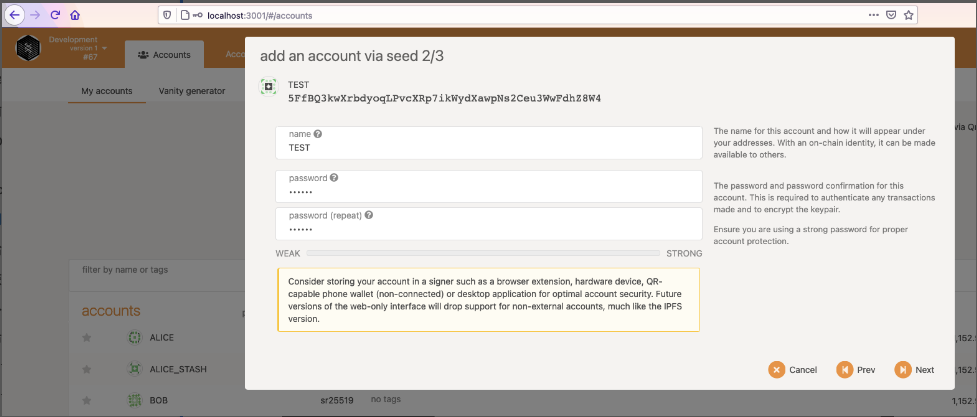 localhost:3001/#/accounts
Development
version 1
#67
Accounts
My accounts
Vanity generator
add an account via seed 2/3
TEST
5FfBQ3kwXrbdyoqLPvcXRp7ikWydXawpNs2Ceu3WwFdhZ8W4
name
TEST
The name for this account and how it will appear under
your addresses. With an on-chain identity, it can be made
available to others.
password
••••••
The password and password confirmation for this
account. This is required to authenticate any transactions
made and to encrypt the keypair.
password (repeat)
••••••
Ensure you are using a strong password for proper
account protection.
WEAK
STRONG
Consider storing your account in a signer such as a browser extension, hardware device, QR-
capable phone wallet (non-connected) or desktop application for optimal account security. Future
versions of the web-only interface will drop support for non-external accounts, much like the IPFS
version.
Cancel
Prev
Next
via Q
filter by name or tags
accounts
ALICE
,152.9
ALICE_STASH
BOB
sr25519
no tags
1,152.9